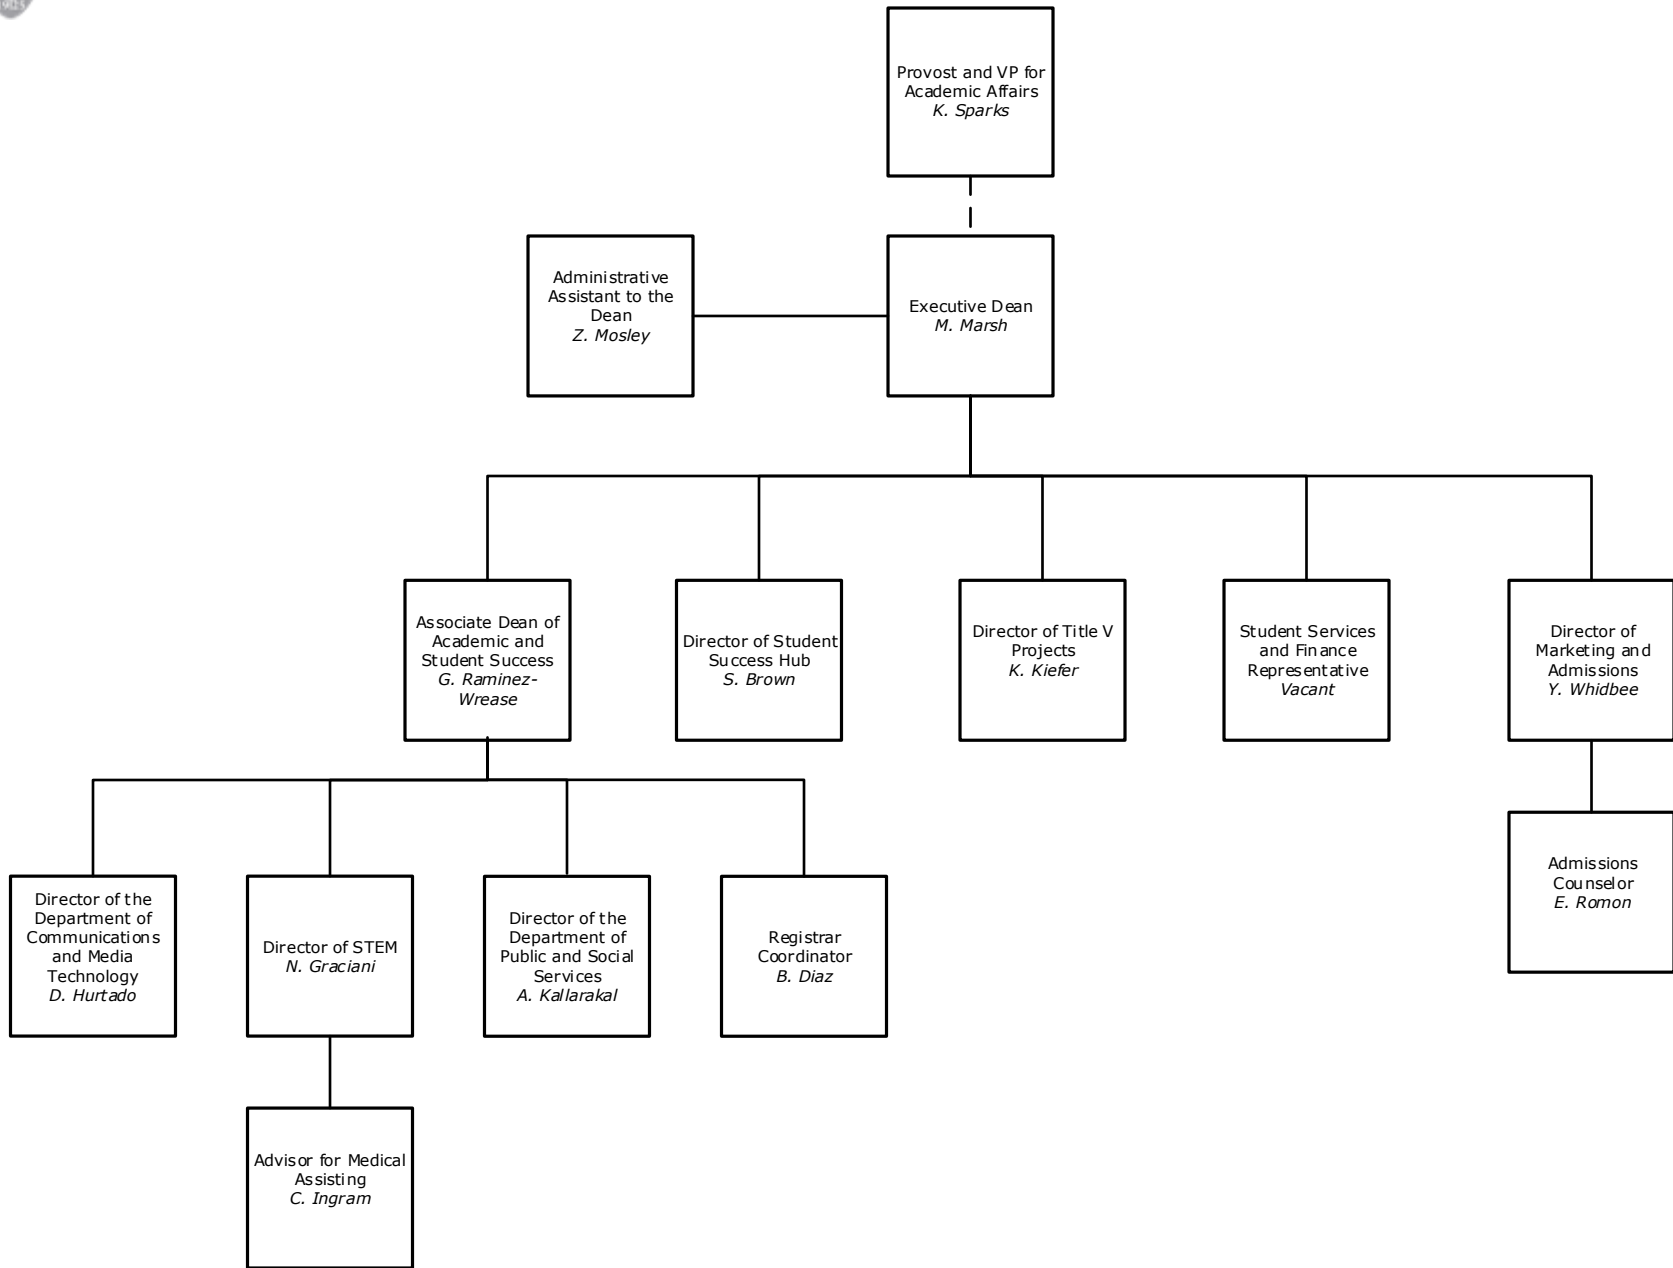 Provost and VP for
Academic Affairs
K. Sparks
Administrative
Assistant to the
Dean
Z. Mosley
Executive Dean
M. Marsh
Associate Dean of
Academic and
Student Success
G. Raminez-
Wrease
Director of Student
Success Hub
S. Brown
Director of Title V
Projects
K. Kiefer
Student Services
and Finance
Representative
Vacant
Director of
Marketing and
Admissions
Y. Whidbee
Director of the
Department of
Communications
and Media
Technology
D. Hurtado
Director of STEM
N. Graciani
Director of the
Department of
Public and Social
Services
A. Kallarakal
Registrar
Coordinator
B. Diaz
Admissions
Counselor
E. Romon
Advisor for Medical
Assisting
C. Ingram